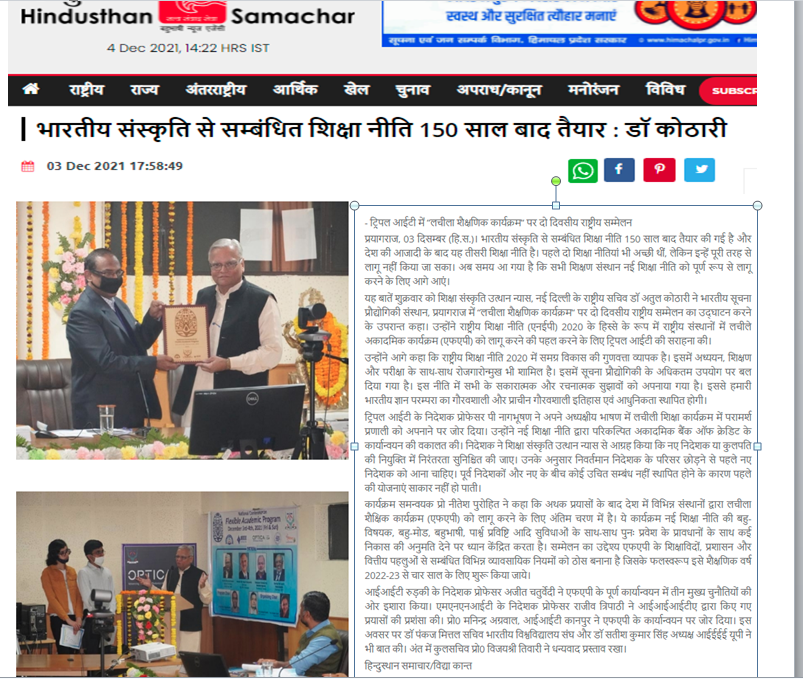 Hindusthan Samachar
बहुभाषी न्यूज़ एजेंसी
4 Dec 2021, 14:22 HRS IST
स्वस्थ और सुरक्षित त्यौहार मनाएं
सूचना एवं जन सम्पर्क विभाग, हिमाचल प्रदेश सरकार
www.himachalpr.gov.in
राष्ट्रीय राज्य अंतरराष्ट्रीय आर्थिक खेल चुनाव अपराध/कानून मनोरंजन विविध SUBSCR
भारतीय संस्कृति से सम्बंधित शिक्षा नीति 150 साल बाद तैयार : डॉ कोठारी
03 Dec 2021 17:58:49
- ट्रिपल आईटी में "लचीला शैक्षणिक कार्यक्रम" पर दो दिवसीय राष्ट्रीय सम्मेलन
प्रयागराज, 03 दिसम्बर (हि.स.)। भारतीय संस्कृति से सम्बंधित शिक्षा नीति 150 साल बाद तैयार की गई है और
देश की आजादी के बाद यह तीसरी शिक्षा नीति है। पहले दो शिक्षा नीतियां भी अच्छी थीं, लेकिन इन्हें पूरी तरह से
लागू नहीं किया जा सका। अब समय आ गया है कि सभी शिक्षण संस्थान नई शिक्षा नीति को पूर्ण रूप से लागू
करने के लिए आगे आएं।
यह बातें शुक्रवार को शिक्षा संस्कृति उत्थान न्यास, नई दिल्ली के राष्ट्रीय सचिव डॉ अतुल कोठारी ने भारतीय सूचना
प्रौद्योगिकी संस्थान, प्रयागराज में "लचीला शैक्षणिक कार्यक्रम" पर दो दिवसीय राष्ट्रीय सम्मेलन का उद्घाटन करने
के उपरान्त कहा। उन्होंने राष्ट्रीय शिक्षा नीति (एनईपी) 2020 के हिस्से के रूप में राष्ट्रीय संस्थानों में लचीले
अकादमिक कार्यक्रम (एफएपी) को लागू करने की पहल करने के लिए ट्रिपल आईटी की सराहना की।
उन्होंने आगे कहा कि राष्ट्रीय शिक्षा नीति 2020 में समग्र विकास की गुणवत्ता व्यापक है। इसमें अध्ययन, शिक्षण
और परीक्षा के साथ-साथ रोजगारोन्मुख भी शामिल है। इसमें सूचना प्रौद्योगिकी के अधिकतम उपयोग पर बल
दिया गया है। इस नीति में सभी के सकारात्मक और रचनात्मक सुझावों को अपनाया गया है। इससे हमारी
भारतीय ज्ञान परम्परा का गौरवशाली और प्राचीन गौरवशाली इतिहास एवं आधुनिकता स्थापित होगी।
ट्रिपल आईटी के निदेशक प्रोफेसर पी नागभूषण ने अपने अध्यक्षीय भाषण में लचीली शिक्षा कार्यक्रम में परामर्श
प्रणाली को अपनाने पर जोर दिया। उन्होंने नई शिक्षा नीति द्वारा परिकल्पित अकादमिक बैंक ऑफ क्रेडिट के
कार्यान्वयन की वकालत की। निदेशक ने शिक्षा संस्कृति उत्थान न्यास से आग्रह किया कि नए निदेशक या कुलपति
की नियुक्ति में निरंतरता सुनिश्चित की जाए। उनके अनुसार निवर्तमान निदेशक के परिसर छोड़ने से पहले नए
निदेशक को आना चाहिए। पूर्व निदेशकों और नए के बीच कोई उचित सम्बंध नहीं स्थापित होने के कारण पहले
की योजनाएं साकार नहीं हो पाती।
कार्यक्रम समन्वयक प्रो नीतेश पुरोहित ने कहा कि अथक प्रयासों के बाद देश में विभिन्न संस्थानों द्वारा लचीला
शैक्षिक कार्यक्रम (एफएपी) को लागू करने के लिए अंतिम चरण में है। ये कार्यक्रम नई शिक्षा नीति की बहु-
विषयक, बहु-मोड, बहुभाषी, पार्श्व प्रविष्टि आदि सुविधाओं के साथ-साथ पुनः प्रवेश के प्रावधानों के साथ कई
निकास की अनुमति देने पर ध्यान केंद्रित करता है। सम्मेलन का उद्देश्य एफएपी के शिक्षाविदों, प्रशासन और
वित्तीय पहलुओं से सम्बंधित विभिन्न व्यावसायिक नियमों को ठोस बनाना है जिसके फलस्वरूप इसे शैक्षणिक वर्ष
2022-23 से चार साल के लिए शुरू किया जाये।
आईआईटी रुड़की के निदेशक प्रोफेसर अजीत चतुर्वेदी ने एफएपी के पूर्ण कार्यान्वयन में तीन मुख्य चुनौतियों की
ओर इशारा किया। एमएनएनआईटी के निदेशक प्रोफेसर राजीव त्रिपाठी ने आईआईआईटीए द्वारा किए गए
प्रयासों की प्रशंसा की। प्रो0 मनिन्द्र अग्रवाल, आईआईटी कानपुर ने एफएपी के कार्यान्वयन पर जोर दिया। इस
अवसर पर डॉ पंकज मित्तल सचिव भारतीय विश्वविद्यालय संघ और डॉ सतीश कुमार सिंह अध्यक्ष आईईईई यूपी ने
भी बात की। अंत में कुलसचिव प्रो0 विजयश्री तिवारी ने धन्यवाद प्रस्ताव रखा।
हिन्दुस्थान समाचार/विद्या कान्त
DELL
Flexible Academic Program
OPTIC